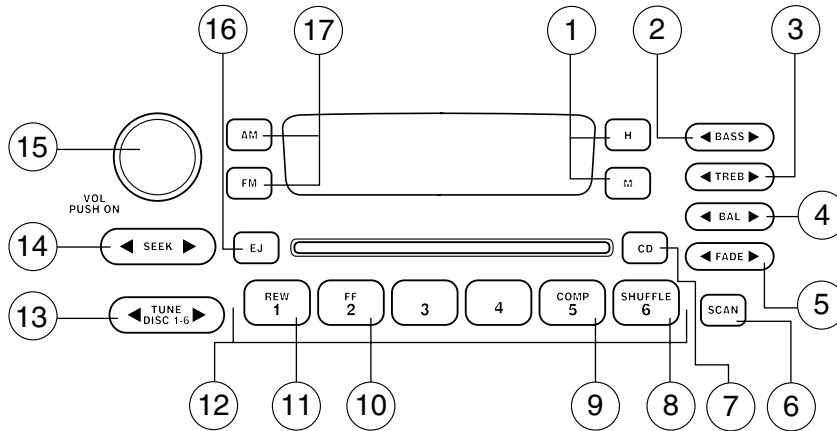 16
17
1
2
3
AM
H
◀ BASS ▶
15
FM
M
◀ TREB ▶
VOL
PUSH ON
◀ BAL ▶
4
14
◀ SEEK ▶
EJ
CD
◀ FADE ▶
5
13
◀ TUNE ▶
DISC 1-6
REW
1
FF
2
3
4
COMP
5
SHUFFLE
6
SCAN
12
11
10
9
8
7
6